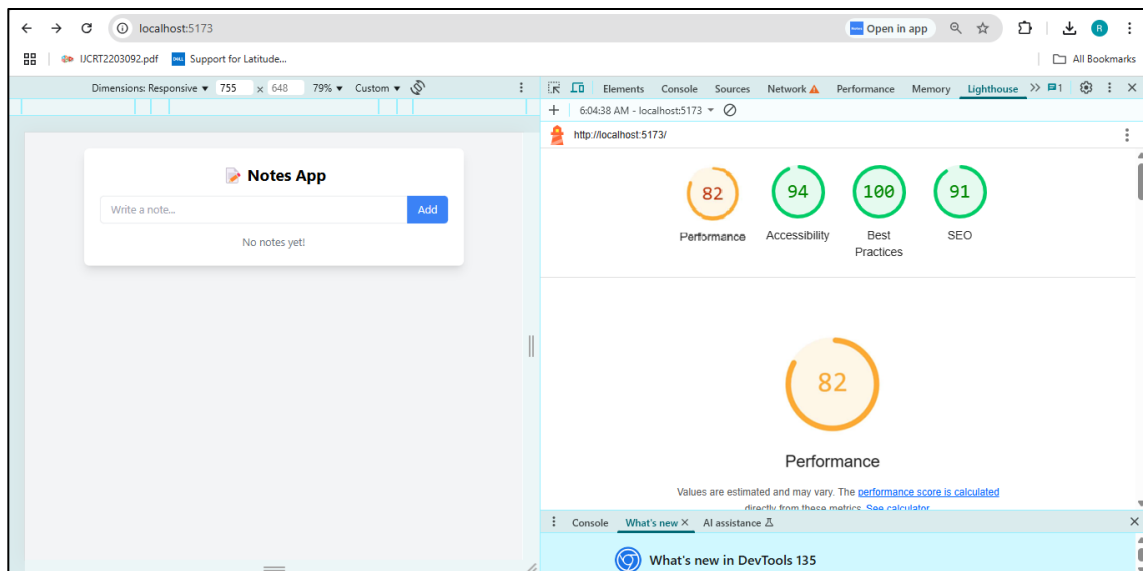 localhost:5173
Open in app
R
IJCRT2203092.pdf
DELL
Support for Latitude...
All Bookmarks
Dimensions: Responsive ▼ 755 × 648 79% ▼ Custom ▼
Elements Console Sources Network Performance Memory Lighthouse 1
6:04:38 AM - localhost:5173
http://localhost:5173/
📝 Notes App
Write a note...
Add
No notes yet!
82 94 100 91
Performance Accessibility Best Practices SEO
82
Performance
Values are estimated and may vary. The performance score is calculated
directly from these metrics. See calculator.
Console What's new × AI assistance
What's new in DevTools 135